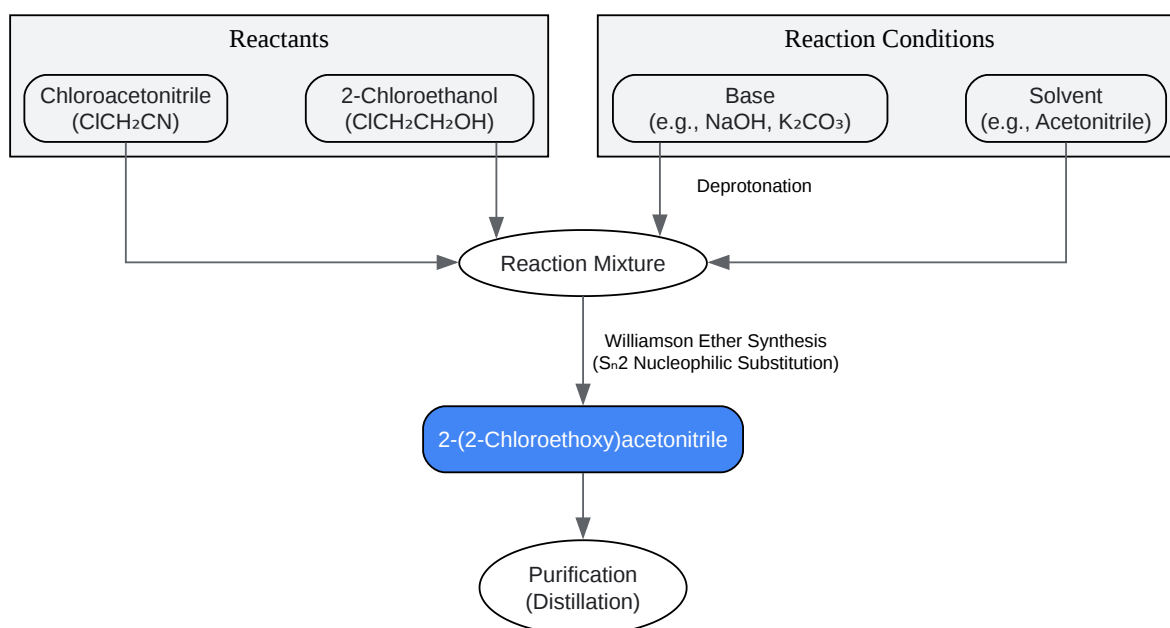 Reactants
Reaction Conditions
Chloroacetonitrile
(ClCH₂CN)
2-Chloroethanol
(ClCH₂CH₂OH)
Base
(e.g., NaOH, K₂CO₃)
Solvent
(e.g., Acetonitrile)
Deprotonation
Reaction Mixture
Williamson Ether Synthesis
(Sₙ2 Nucleophilic Substitution)
2-(2-Chloroethoxy)acetonitrile
Purification
(Distillation)